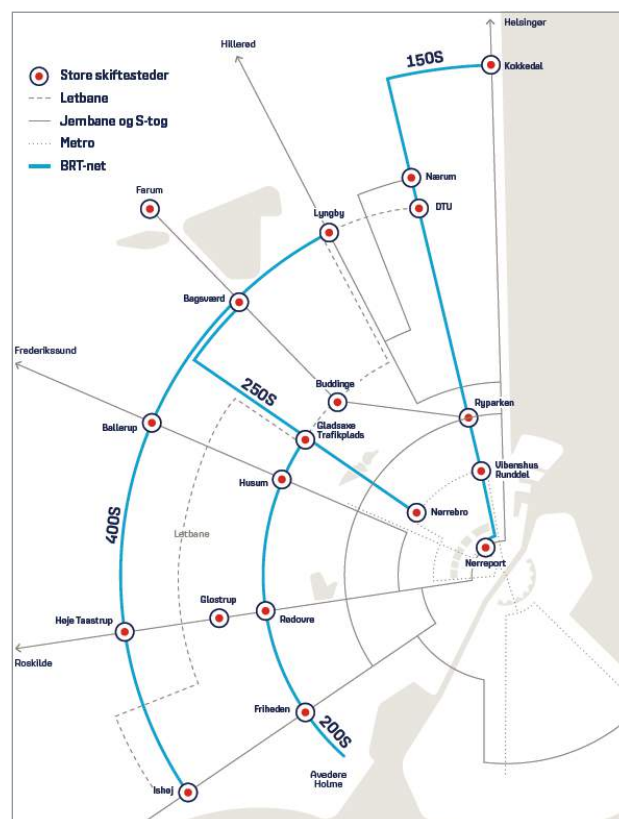 Helsingør
Hillerød
150S
Kokkedal
Store skiftesteder
Letbane
Jernbane og S-tog
Metro
BRT-net
Nærum
Farum
DTU
Lyngby
Bagsværd
Frederikssund
Buddinge
250S
Ryparken
Gladsaxe
Trafikplads
Ballerup
Vibenshus
Runddel
Husum
Nørrebro
400S
Letbane
Nørreport
Glostrup
Høje Taastrup
Rødovre
Roskilde
Friheden
200S
Avedøre
Holme
Ishøj